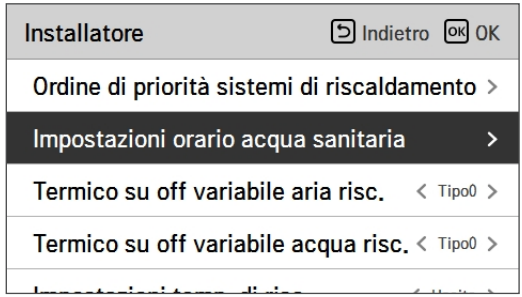 Installatore Indietro OK OK
Ordine di priorità sistemi di riscaldamento >
Impostazioni orario acqua sanitaria >
Termico su off variabile aria risc. < Tipo0 >
Termico su off variabile acqua risc. < Tipo0 >